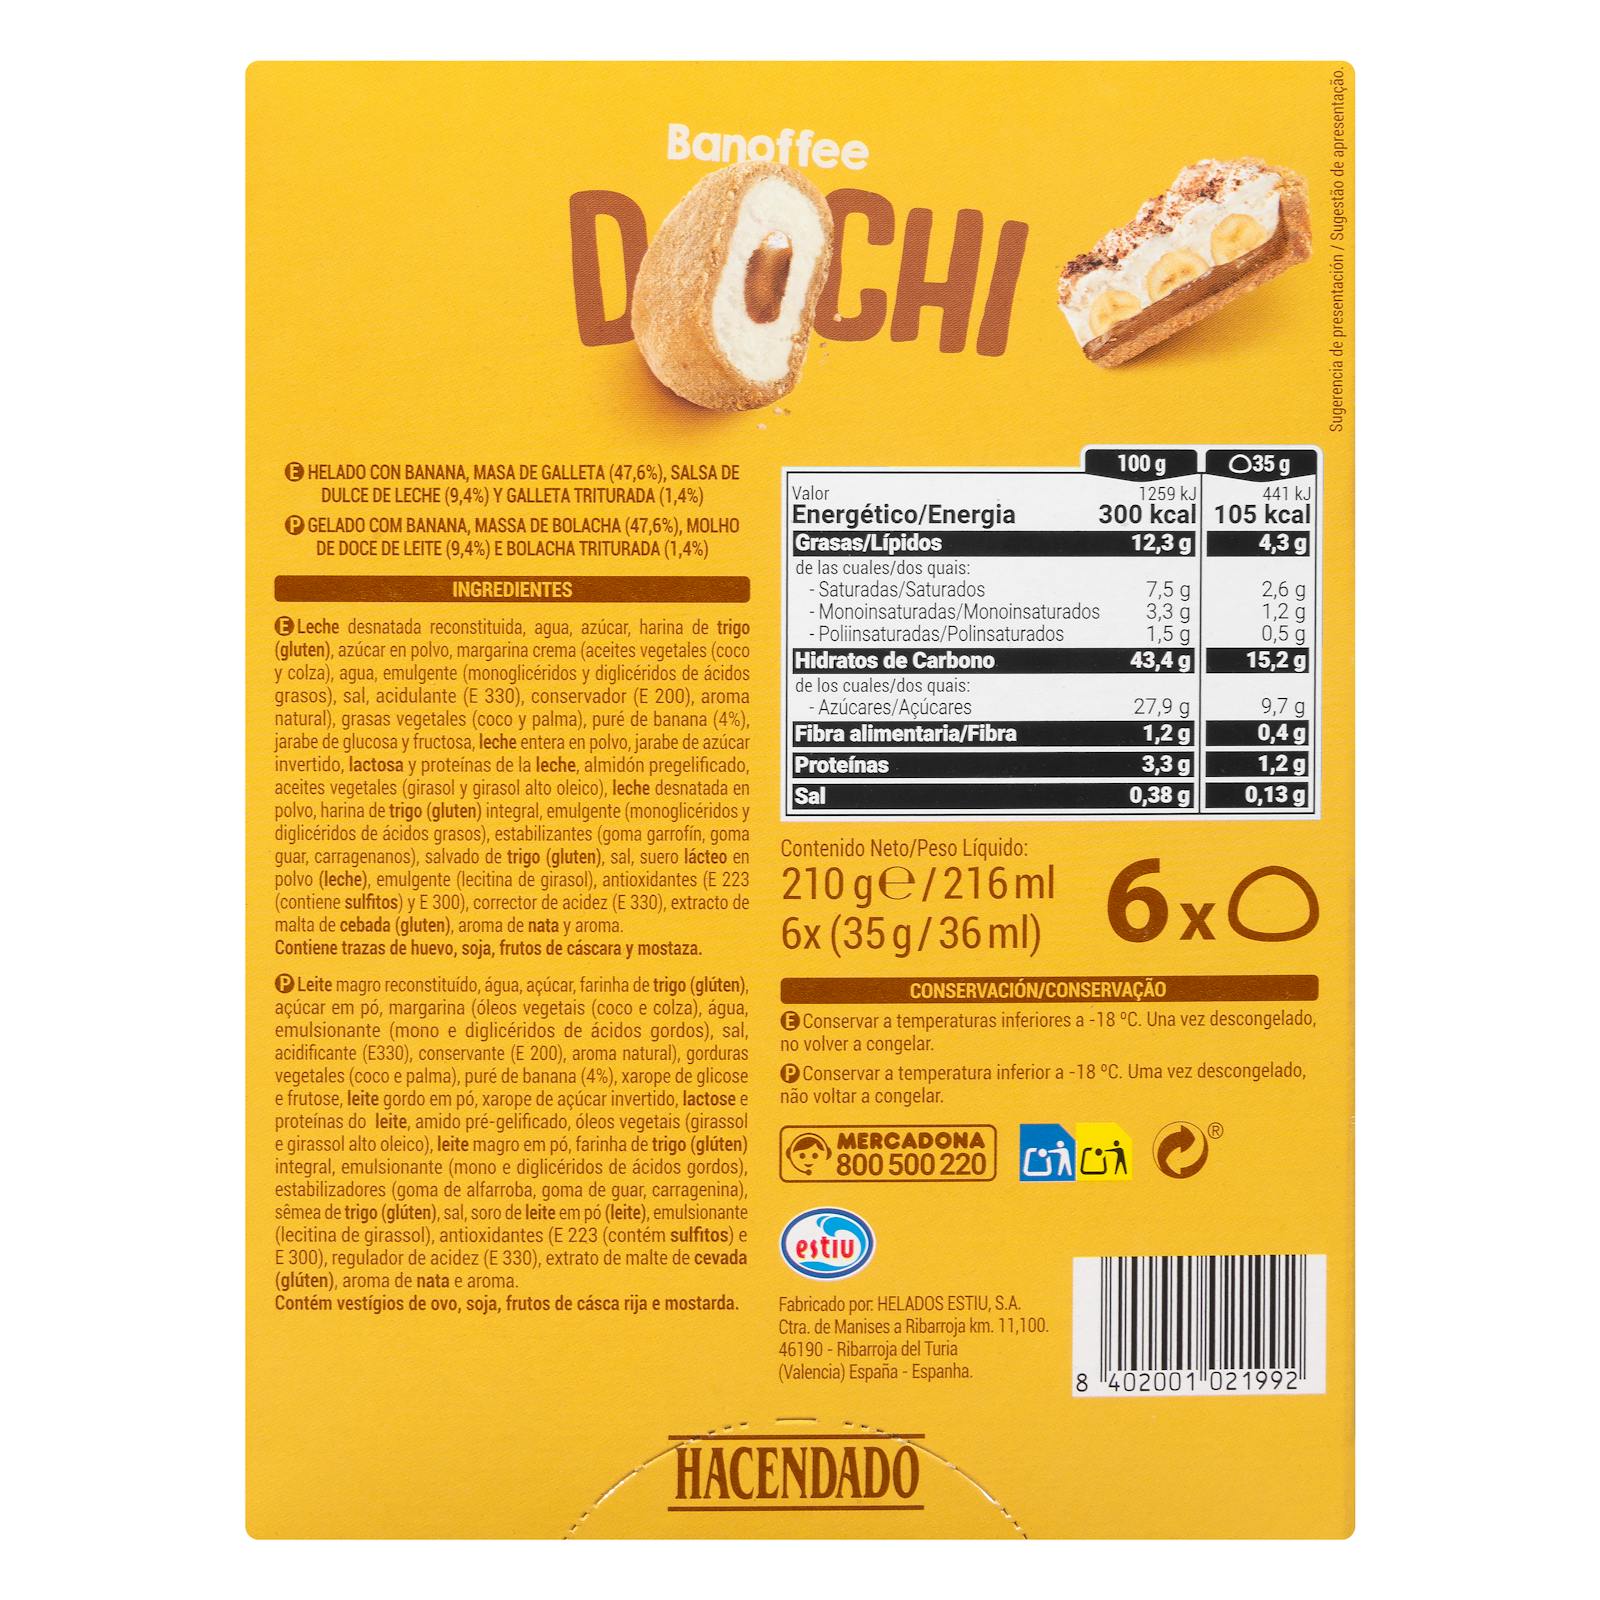 Banoffee
DOCHI
Sugerencia de presentación / Sugestão de apresentação.
E HELADO CON BANANA, MASA DE GALLETA (47,6%), SALSA DE
DULCE DE LECHE (9,4%) Y GALLETA TRITURADA (1,4%)
P GELADO COM BANANA, MASSA DE BOLACHA (47,6%), MOLHO
DE DOCE DE LEITE (9,4%) E BOLACHA TRITURADA (1,4%)
INGREDIENTES
E Leche desnatada reconstituida, agua, azúcar, harina de trigo
(gluten), azúcar en polvo, margarina crema (aceites vegetales (coco
y colza), agua, emulgente (monoglicéridos y diglicéridos de ácidos
grasos), sal, acidulante (E 330), conservador (E 200), aroma
natural), grasas vegetales (coco y palma), puré de banana (4%),
jarabe de glucosa y fructosa, leche entera en polvo, jarabe de azúcar
invertido, lactosa y proteínas de la leche, almidón pregelificado,
aceites vegetales (girasol y girasol alto oleico), leche desnatada en
polvo, harina de trigo (gluten) integral, emulgente (monoglicéridos y
diglicéridos de ácidos grasos), estabilizantes (goma garrofín, goma
guar, carragenanos), salvado de trigo (gluten), sal, suero lácteo en
polvo (leche), emulgente (lecitina de girasol), antioxidantes (E 223
(contiene sulfitos) y E 300), corrector de acidez (E 330), extracto de
malta de cebada (gluten), aroma de nata y aroma.
Contiene trazas de huevo, soja, frutos de cáscara y mostaza.
P Leite magro reconstituído, água, açúcar, farinha de trigo (glúten),
açúcar em pó, margarina (óleos vegetais (coco e colza), água,
emulsionante (mono e diglicéridos de ácidos gordos), sal,
acidificante (E330), conservante (E 200), aroma natural), gorduras
vegetales (coco e palma), puré de banana (4%), xarope de glicose
e frutose, leite gordo em pó, xarope de açúcar invertido, lactose e
proteínas do leite, amido pré-gelificado, óleos vegetais (girassol
e girassol alto oleico), leite magro em pó, farinha de trigo (glúten)
integral, emulsionante (mono e diglicéridos de ácidos gordos),
estabilizadores (goma de alfarroba, goma de guar, carragenina),
sêmea de trigo (glúten), sal, soro de leite em pó (leite), emulsionante
(lecitina de girassol), antioxidantes (E 223 (contém sulfitos) e
E 300), regulador de acidez (E 330), extrato de malte de cevada
(glúten), aroma de nata e aroma.
Contém vestígios de ovo, soja, frutos de cásca rija e mostarda.
100 g 35 g
Valor 1259 kJ 441 kJ
Energético/Energia 300 kcal 105 kcal
Grasas/Lípidos 12,3 g 4,3 g
de las cuales/dos quais:
- Saturadas/Saturados 7,5 g 2,6 g
- Monoinsaturadas/Monoinsaturados 3,3 g 1,2 g
- Poliinsaturadas/Polinsaturados 1,5 g 0,5 g
Hidratos de Carbono 43,4 g 15,2 g
de los cuales/dos quais:
- Azúcares/Açúcares 27,9 g 9,7 g
Fibra alimentaria/Fibra 1,2 g 0,4 g
Proteínas 3,3 g 1,2 g
Sal 0,38 g 0,13 g
Contenido Neto/Peso Líquido:
210 g ℮ / 216 ml
6x (35 g / 36 ml)
6x
CONSERVACIÓN/CONSERVAÇÃO
E Conservar a temperaturas inferiores a -18 ºC. Una vez descongelado,
no volver a congelar.
P Conservar a temperatura inferior a -18 ºC. Uma vez descongelado,
não voltar a congelar.
MERCADONA
800 500 220
®
estiu
Fabricado por: HELADOS ESTIU, S.A.
Ctra. de Manises a Ribarroja km. 11,100.
46190 - Ribarroja del Turia
(Valencia) España - Espanha.
8 402001 021992
HACENDADO